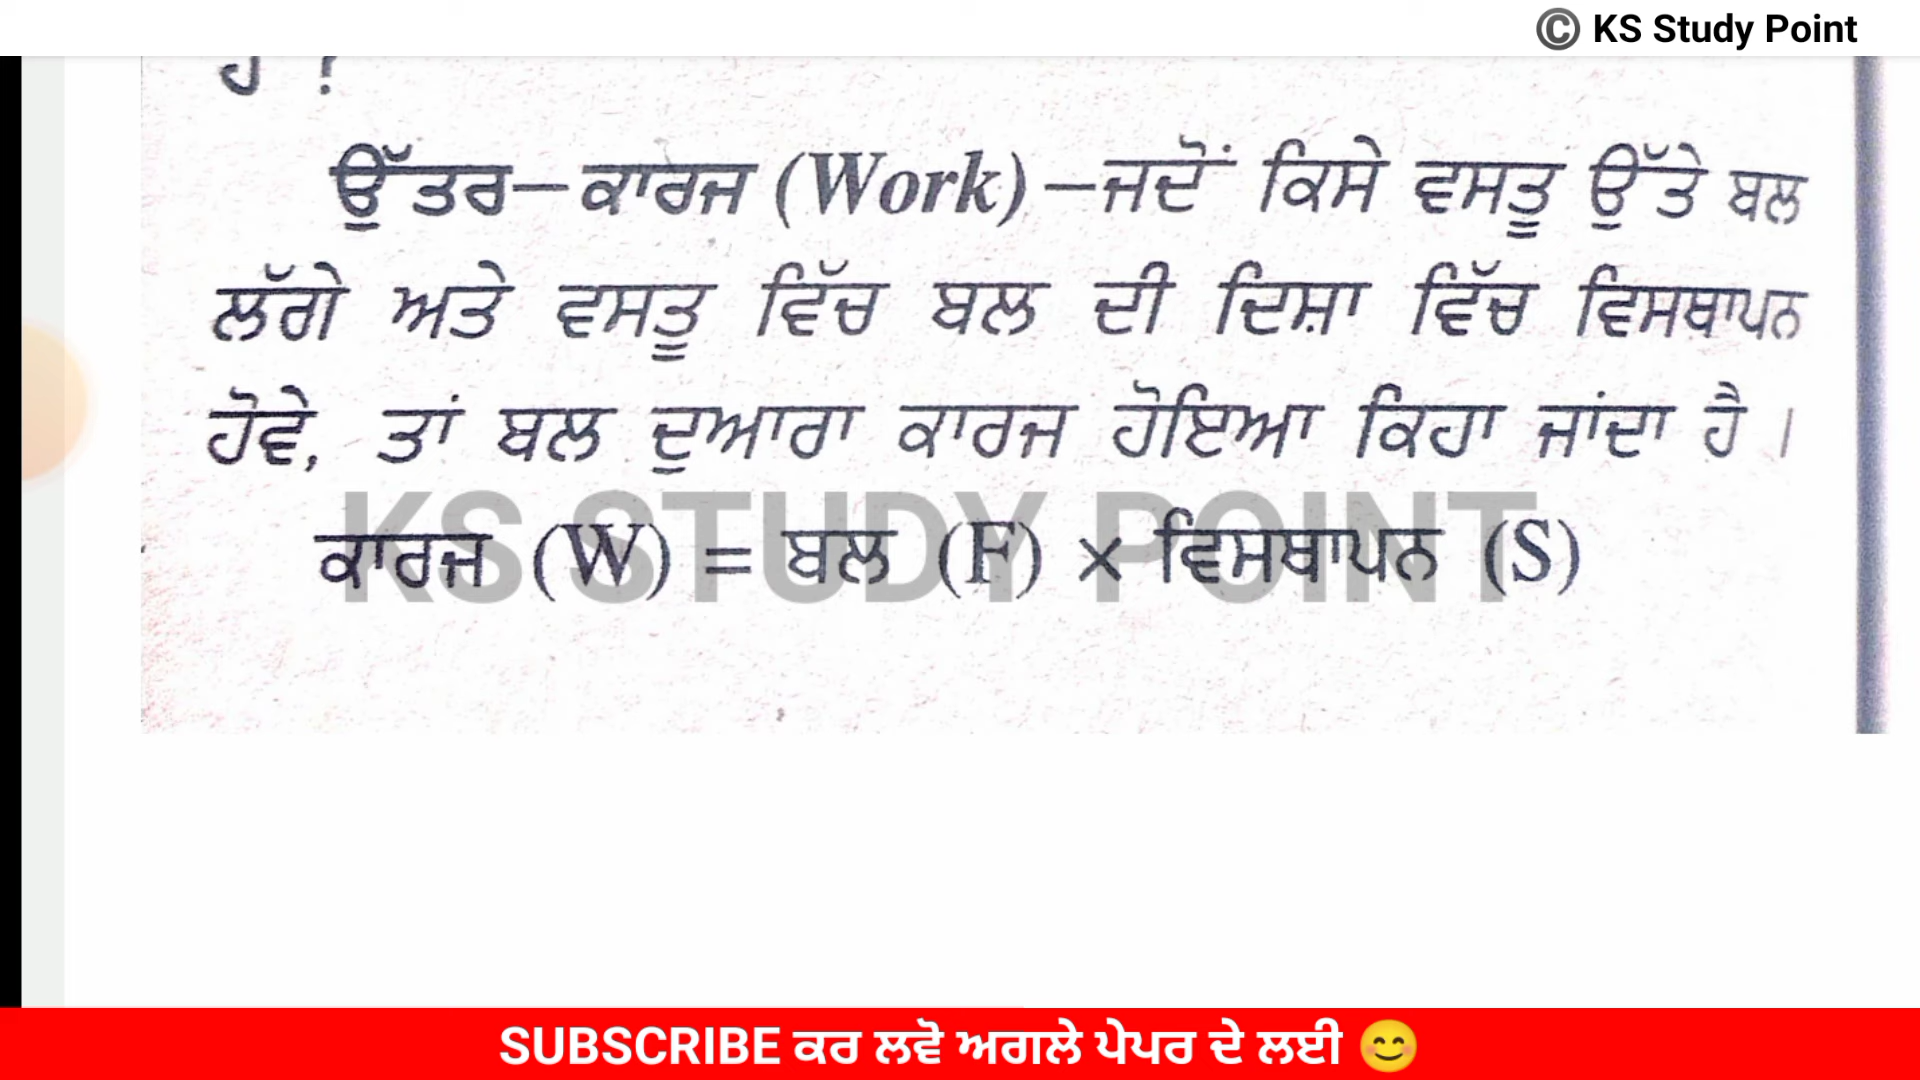 © KS Study Point
ਹੈ ?
ਉੱਤਰ–ਕਾਰਜ (Work)–ਜਦੋਂ ਕਿਸੇ ਵਸਤੂ ਉੱਤੇ ਬਲ
ਲੱਗੇ ਅਤੇ ਵਸਤੂ ਵਿੱਚ ਬਲ ਦੀ ਦਿਸ਼ਾ ਵਿੱਚ ਵਿਸਥਾਪਨ
ਹੋਵੇ, ਤਾਂ ਬਲ ਦੁਆਰਾ ਕਾਰਜ ਹੋਇਆ ਕਿਹਾ ਜਾਂਦਾ ਹੈ।
KS STUDY POINT
ਕਾਰਜ (W) = ਬਲ (F) × ਵਿਸਥਾਪਨ (S)
SUBSCRIBE ਕਰ ਲਵੋ ਅਗਲੇ ਪੇਪਰ ਦੇ ਲਈ 😊